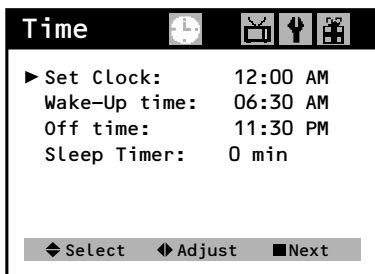 Time
Set Clock: 12:00 AM
Wake-Up time: 06:30 AM
Off time: 11:30 PM
Sleep Timer: 0 min
Select Adjust Next